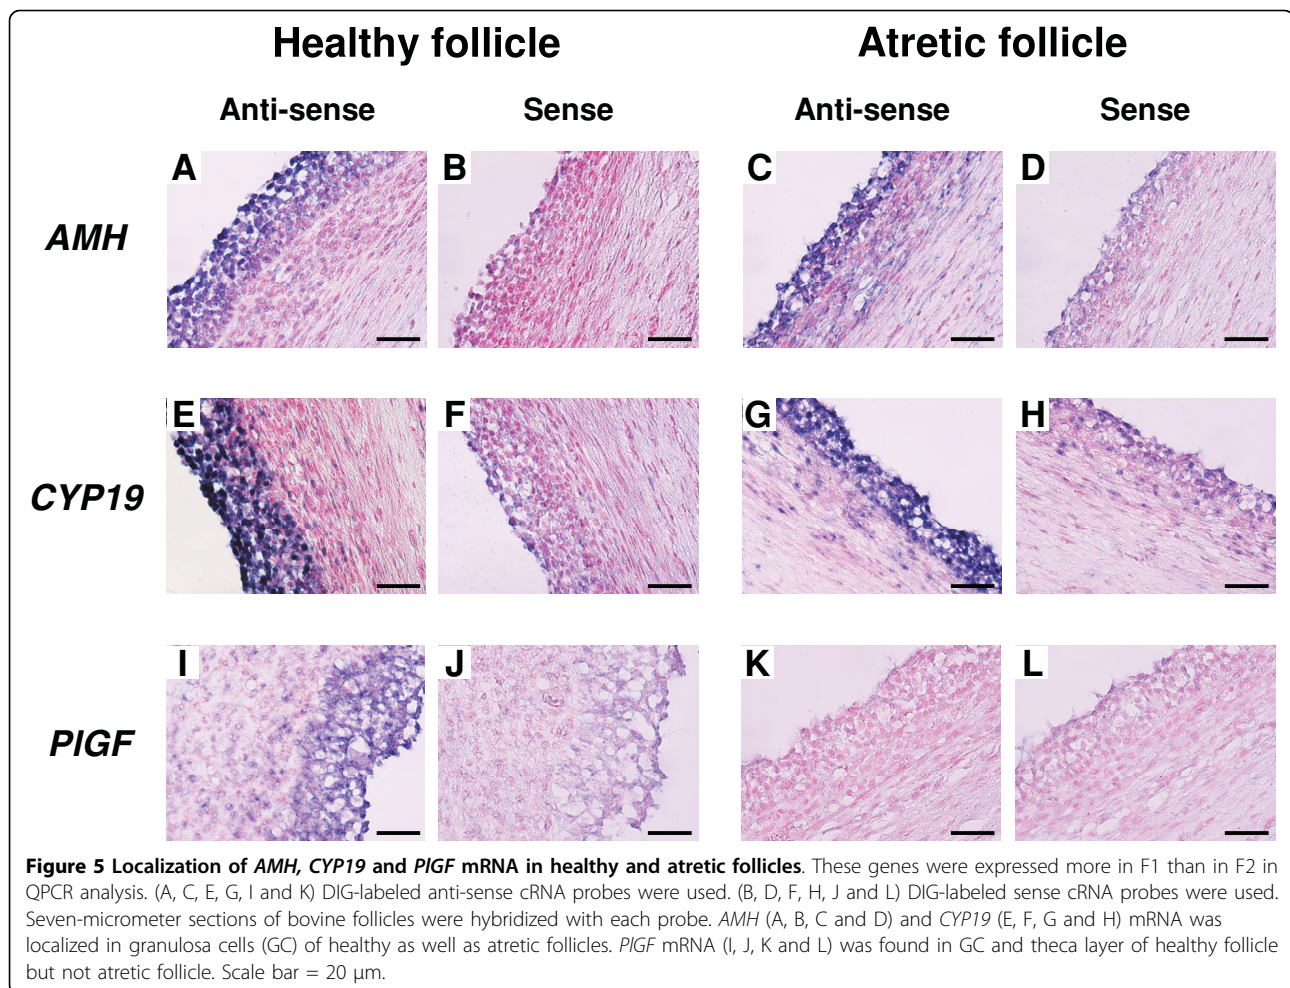 Healthy follicle Atretic follicle
Anti-sense Sense Anti-sense Sense
A B C D
AMH
E F G H
CYP19
I J K L
PlGF
Figure 5 Localization of AMH, CYP19 and PlGF mRNA in healthy and atretic follicles. These genes were expressed more in F1 than in F2 in
QPCR analysis. (A, C, E, G, I and K) DIG-labeled anti-sense cRNA probes were used. (B, D, F, H, J and L) DIG-labeled sense cRNA probes were used.
Seven-micrometer sections of bovine follicles were hybridized with each probe. AMH (A, B, C and D) and CYP19 (E, F, G and H) mRNA was
localized in granulosa cells (GC) of healthy as well as atretic follicles. PlGF mRNA (I, J, K and L) was found in GC and theca layer of healthy follicle
but not atretic follicle. Scale bar = 20 μm.